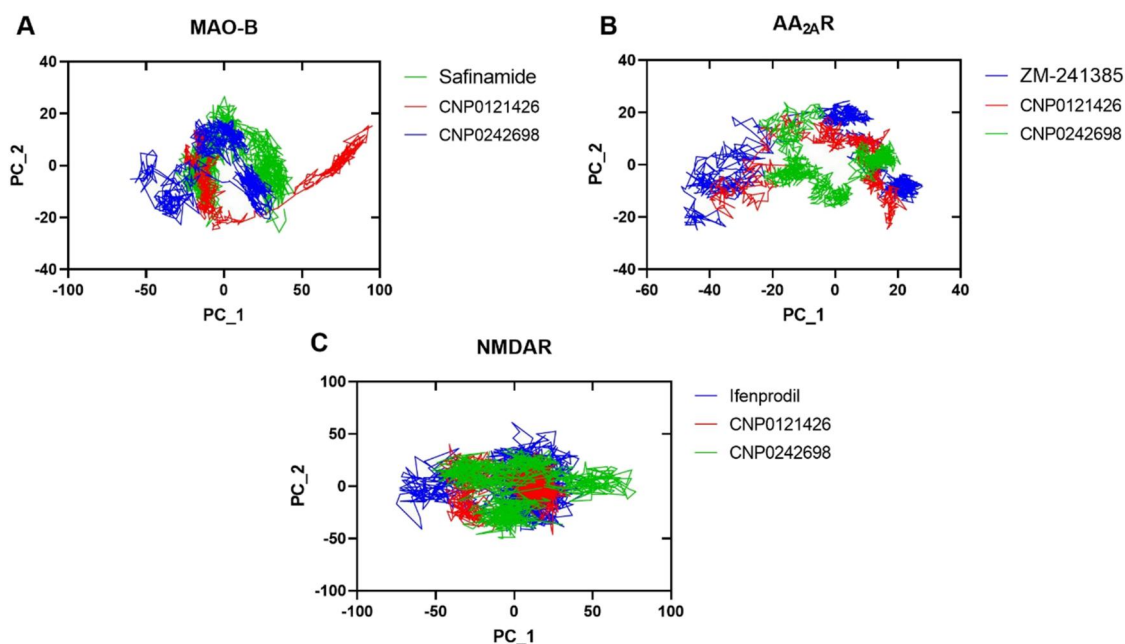 A
MAO-B
40
20
0
-20
-40
PC_2
-100
-50
0
50
100
PC_1
Safinamide
CNP0121426
CNP0242698
B
AA2AR
40
20
0
-20
-40
PC_2
-60
-40
-20
0
20
40
PC_1
ZM-241385
CNP0121426
CNP0242698
C
NMDAR
100
50
0
-50
-100
PC_2
-100
-50
0
50
100
PC_1
Ifenprodil
CNP0121426
CNP0242698